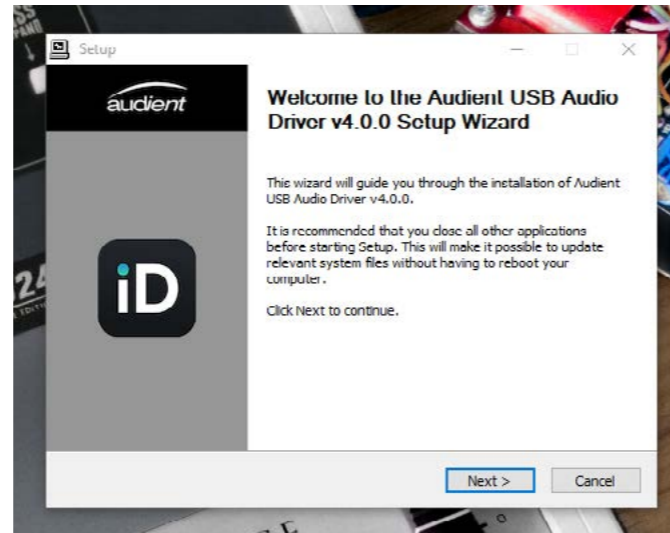 Setup
audient
Welcome to the Audient USB Audio
Driver v4.0.0 Setup Wizard
This wizard will guide you through the installation of Audient
USB Audio Driver v4.0.0.
It is recommended that you close all other applications
before starting Setup. This will make it possible to update
relevant system files without having to reboot your
computer.
iD
Click Next to continue.
Next >
Cancel